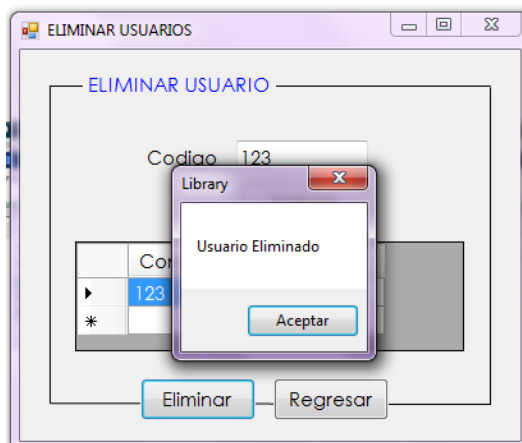 ELIMINAR USUARIOS
ELIMINAR USUARIO
Codigo 123
Library
Usuario Eliminado
123
Aceptar
Eliminar Regresar